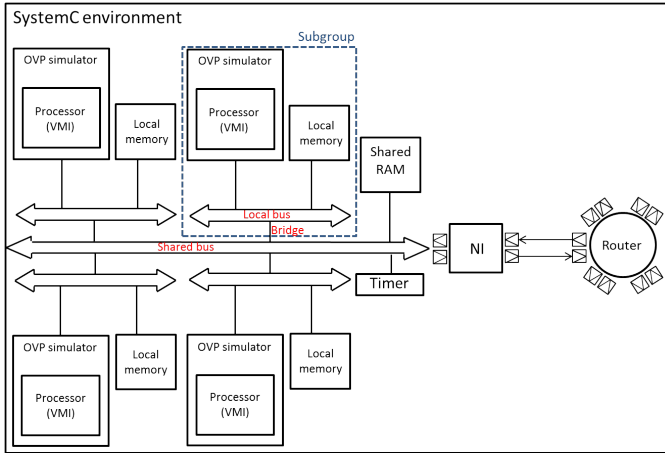 SystemC environment
Subgroup
OVP simulator
Processor
(VMI)
Local
memory
OVP simulator
Processor
(VMI)
Local
memory
Shared
RAM
Local bus
Bridge
Shared bus
NI
Router
Timer
OVP simulator
Processor
(VMI)
Local
memory
OVP simulator
Processor
(VMI)
Local
memory